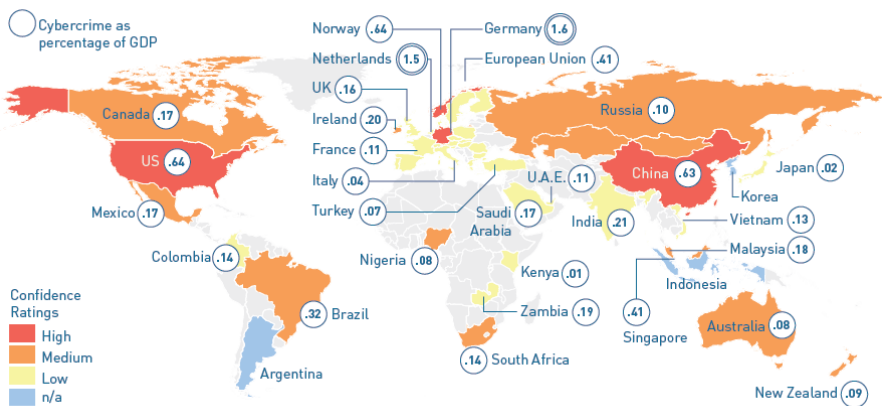 Cybercrime as
percentage of GDP
Norway .64
Germany 1.6
Netherlands 1.5
European Union .41
UK .16
Canada .17
Ireland .20
Russia .10
France .11
US .64
Italy .04
U.A.E. .11
China .63
Japan .02
Korea
Mexico .17
Turkey .07
Saudi
Arabia
.17
India .21
Vietnam .13
Colombia .14
Nigeria .08
Malaysia .18
Kenya .01
Indonesia
Confidence
Ratings
High
Medium
Low
n/a
.32 Brazil
Zambia .19
.41
Singapore
Australia .08
Argentina
.14 South Africa
New Zealand .09